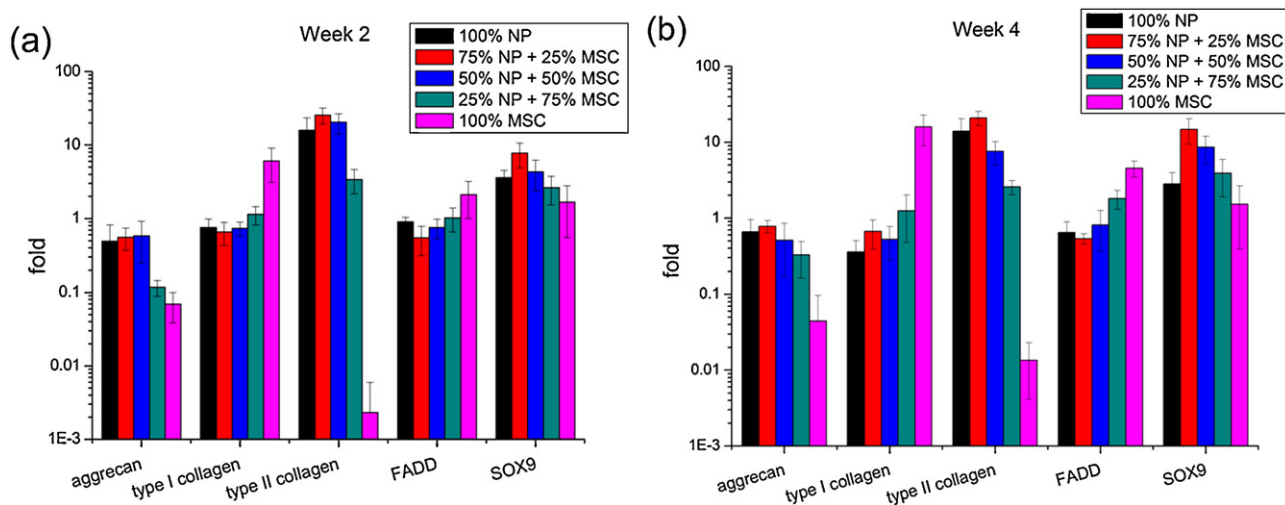 (a)
Week 2
100% NP
75% NP + 25% MSC
50% NP + 50% MSC
25% NP + 75% MSC
100% MSC
fold
100
10
1
0.1
0.01
1E-3
aggrecan
type I collagen
type II collagen
FADD
SOX9
(b)
Week 4
100% NP
75% NP + 25% MSC
50% NP + 50% MSC
25% NP + 75% MSC
100% MSC
fold
100
10
1
0.1
0.01
1E-3
aggrecan
type I collagen
type II collagen
FADD
SOX9